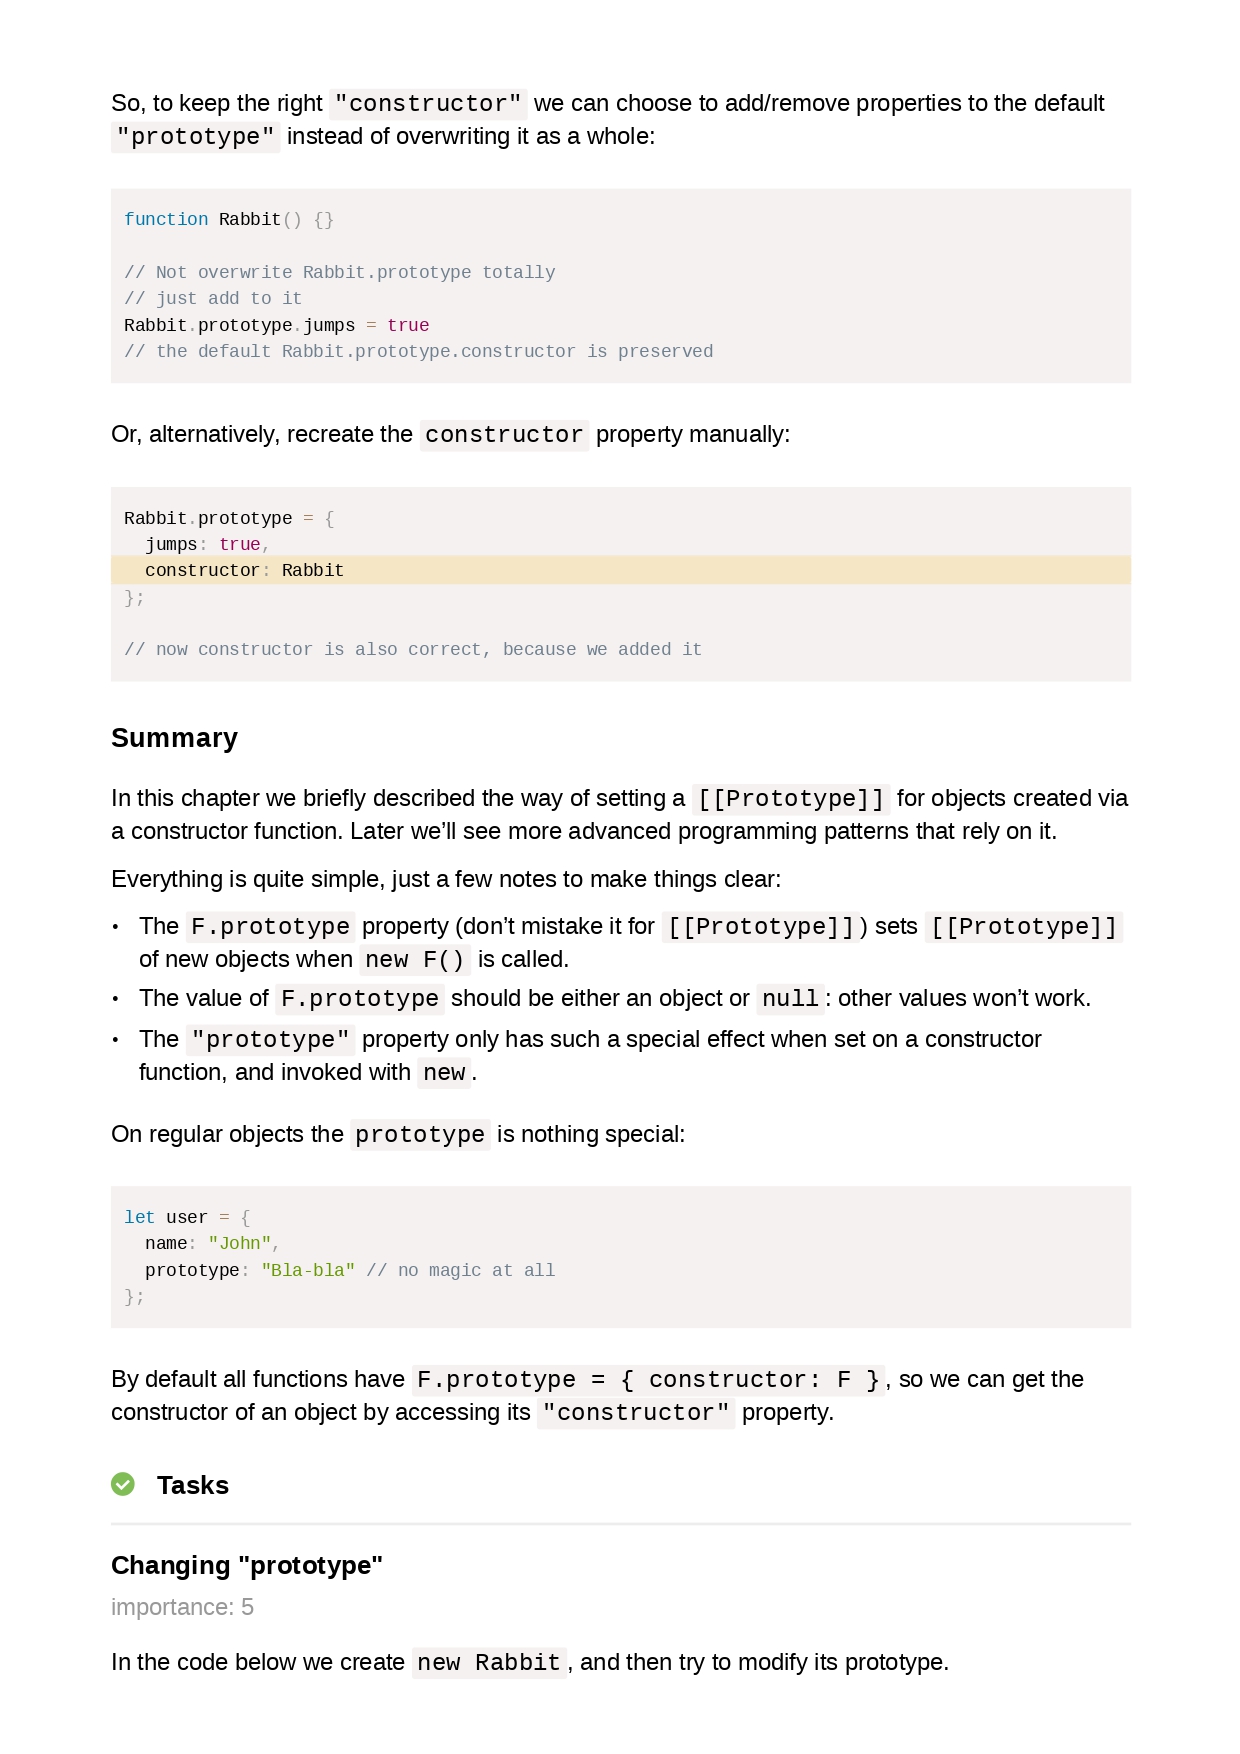 So, to keep the right "constructor" we can choose to add/remove properties to the default
"prototype" instead of overwriting it as a whole:
function Rabbit() {}
// Not overwrite Rabbit.prototype totally
// just add to it
Rabbit.prototype.jumps = true
// the default Rabbit.prototype.constructor is preserved
Or, alternatively, recreate the constructor property manually:
Rabbit.prototype = {
  jumps: true,
  constructor: Rabbit
};
// now constructor is also correct, because we added it
Summary
In this chapter we briefly described the way of setting a [[Prototype]] for objects created via
a constructor function. Later we’ll see more advanced programming patterns that rely on it.
Everything is quite simple, just a few notes to make things clear:
• The F.prototype property (don’t mistake it for [[Prototype]]) sets [[Prototype]]
of new objects when new F() is called.
• The value of F.prototype should be either an object or null: other values won’t work.
• The "prototype" property only has such a special effect when set on a constructor
function, and invoked with new.
On regular objects the prototype is nothing special:
let user = {
  name: "John",
  prototype: "Bla-bla" // no magic at all
};
By default all functions have F.prototype = { constructor: F }, so we can get the
constructor of an object by accessing its "constructor" property.
Tasks
Changing "prototype"
importance: 5
In the code below we create new Rabbit, and then try to modify its prototype.